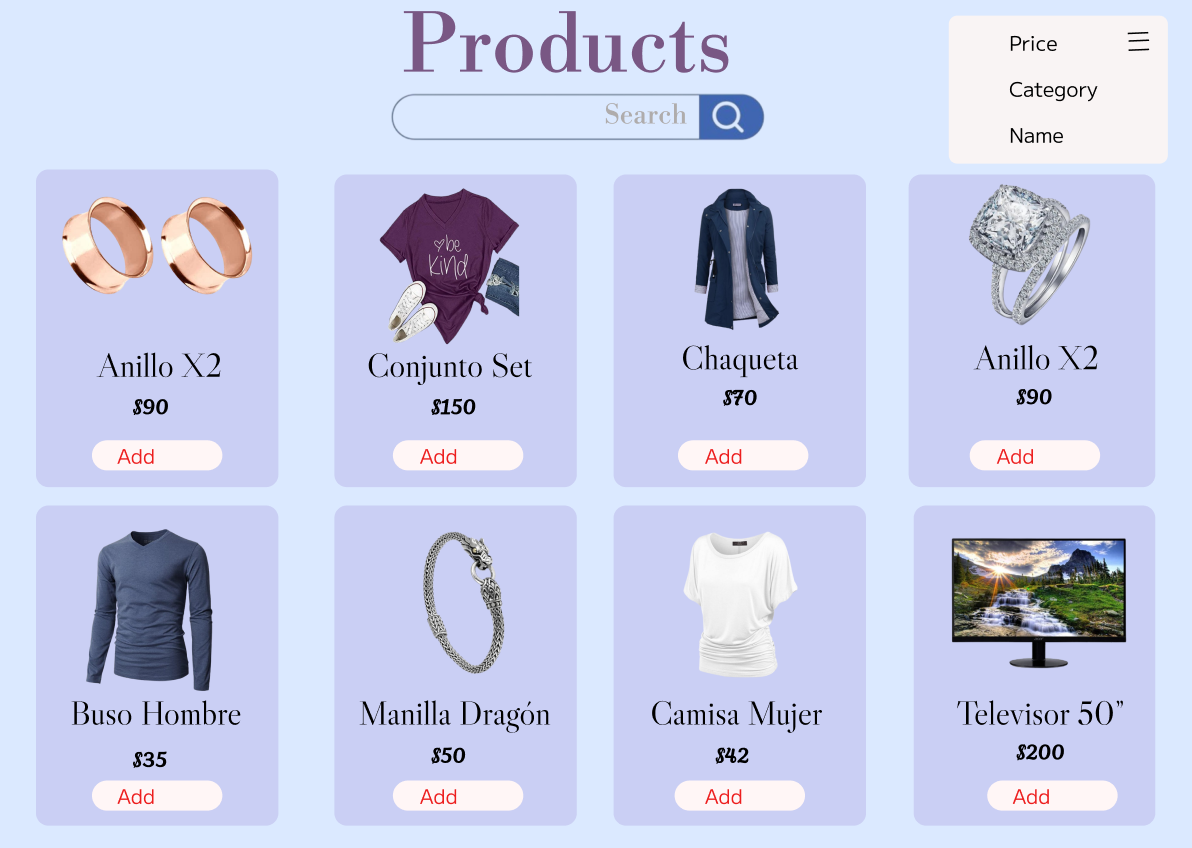 Products
Search
Price
Category
Name
be
kind
Anillo X2
$90
Add
Conjunto Set
$150
Add
Chaqueta
$70
Add
Anillo X2
$90
Add
Buso Hombre
$35
Add
Manilla Dragón
$50
Add
Camisa Mujer
$42
Add
Televisor 50”
$200
Add